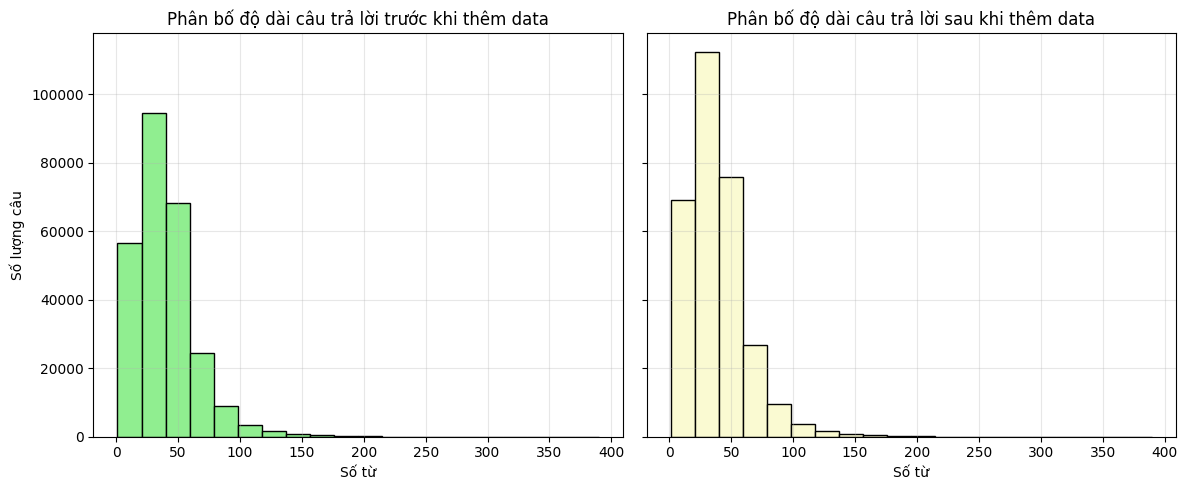 Phân bố độ dài câu trả lời trước khi thêm data
Số lượng câu
100000
80000
60000
40000
20000
0
0 50 100 150 200 250 300 350 400
Số từ
Phân bố độ dài câu trả lời sau khi thêm data
0 50 100 150 200 250 300 350 400
Số từ